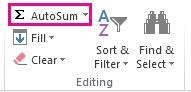 Σ AutoSum
Fill
Clear
A
Z
Sort &
Filter
Find &
Select
Editing